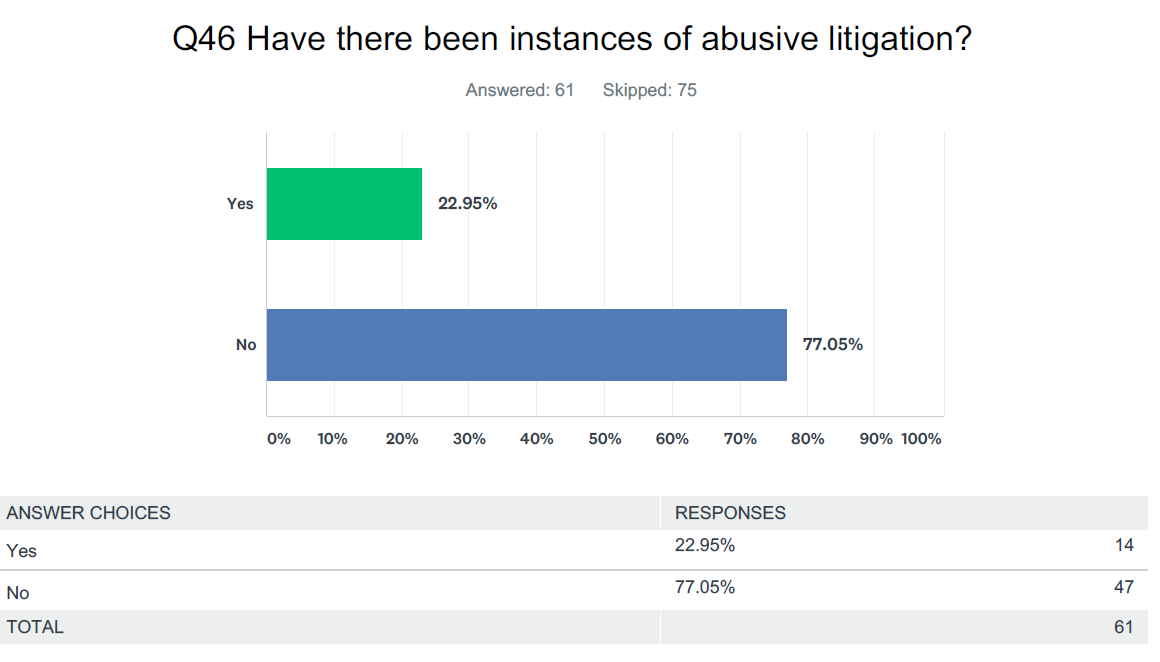 Q46 Have there been instances of abusive litigation?
Answered: 61 Skipped: 75
Yes 22.95%
No 77.05%
0% 10% 20% 30% 40% 50% 60% 70% 80% 90% 100%
ANSWER CHOICES RESPONSES
Yes 22.95% 14
No 77.05% 47
TOTAL 61